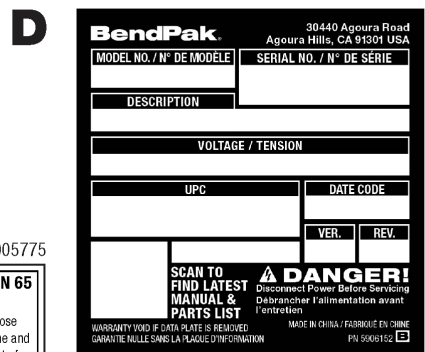 D
BendPak.
30440 Agoura Road
Agoura Hills, CA 91301 USA
MODEL NO. / N° DE MODÈLE
SERIAL NO. / N° DE SÉRIE
DESCRIPTION
VOLTAGE / TENSION
UPC
DATE CODE
VER.
REV.
SCAN TO
FIND LATEST
MANUAL &
PARTS LIST
DANGER!
Disconnect Power Before Servicing
Débrancher l'alimentation avant
l'entretien
WARRANTY VOID IF DATA PLATE IS REMOVED
GARANTIE NULLE SANS LA PLAQUE D'INFORMATION
MADE IN CHINA / FABRIQUÉ EN CHINE
PN 5906152 E
05775
N 65
ose
e and